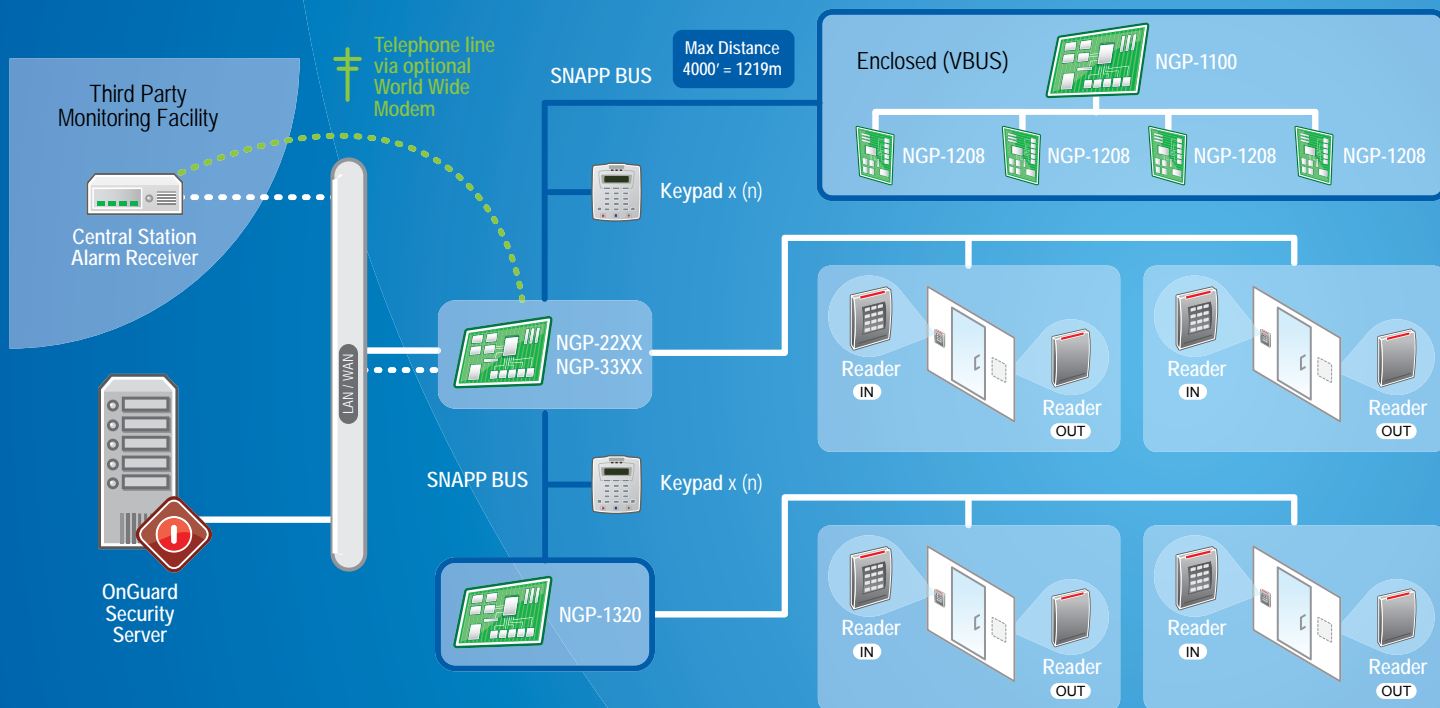 Third Party
Monitoring Facility
Central Station
Alarm Receiver
Telephone line
via optional
World Wide
Modem
LAN / WAN
OnGuard
Security
Server
SNAPP BUS
Max Distance
4000' = 1219m
Enclosed (VBUS)
NGP-1100
NGP-1208
NGP-1208
NGP-1208
NGP-1208
Keypad x (n)
NGP-22XX
NGP-33XX
Reader
IN
Reader
OUT
Reader
IN
Reader
OUT
SNAPP BUS
Keypad x (n)
NGP-1320
Reader
IN
Reader
OUT
Reader
IN
Reader
OUT